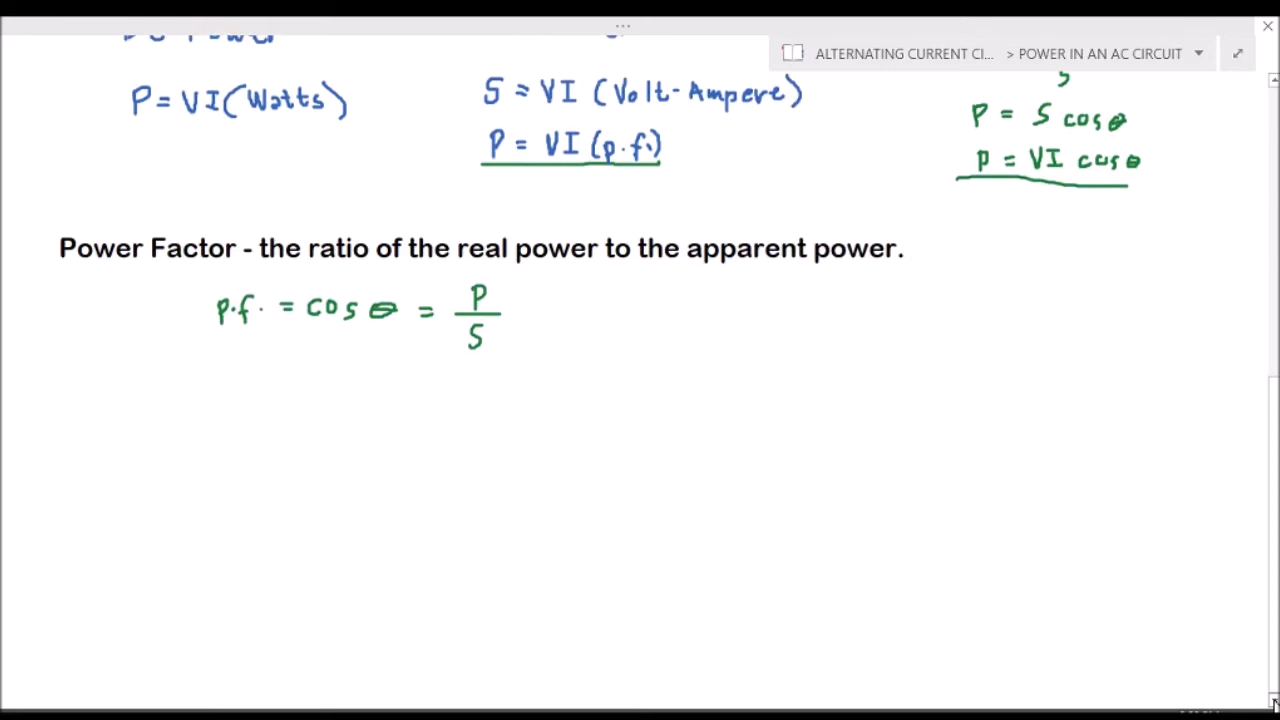 ALTERNATING CURRENT CI... > POWER IN AN AC CIRCUIT
P = VI (Watts)
S = VI (Volt-Ampere)
P = VI (p.f.)
P = S cos θ
P = VI cos θ
Power Factor - the ratio of the real power to the apparent power.
p.f. = cos θ = P
S